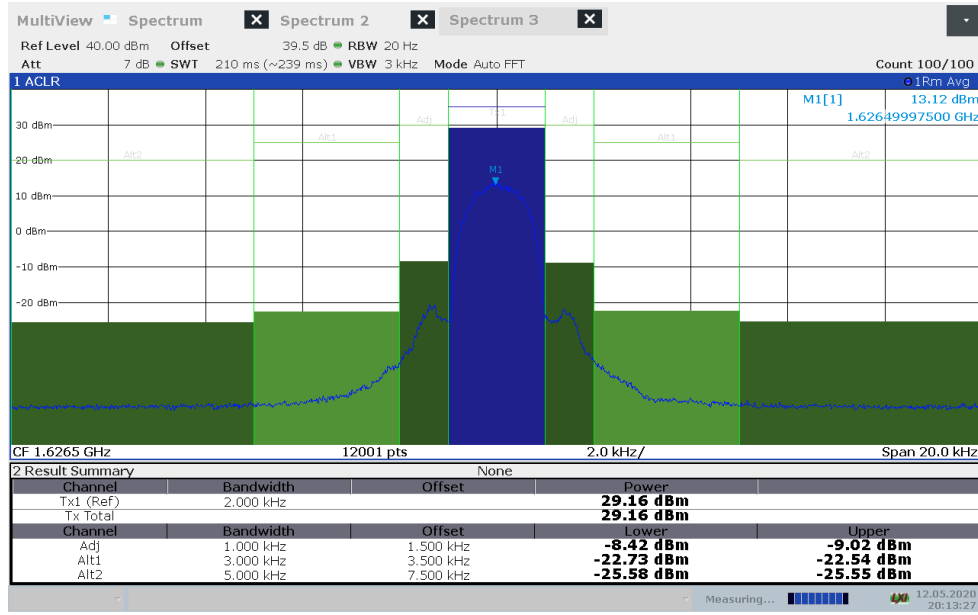 MultiView Spectrum Spectrum 2 Spectrum 3
Ref Level 40.00 dBm Offset 39.5 dB RBW 20 Hz
Att 7 dB SWT 210 ms (~239 ms) VBW 3 kHz Mode Auto FFT Count 100/100
1 ACLR 1Rm Avg
M1[1] 13.12 dBm
1.62649997500 GHz
Adj Tx1 Adj
30 dBm
Alt1 Alt1
Alt2 Alt2
20 dBm
M1
10 dBm
0 dBm
-10 dBm
-20 dBm
CF 1.6265 GHz 12001 pts 2.0 kHz/ Span 20.0 kHz
2 Result Summary None
Channel Bandwidth Offset Power
Tx1 (Ref) 2.000 kHz 29.16 dBm
Tx Total 29.16 dBm
Channel Bandwidth Offset Lower Upper
Adj 1.000 kHz 1.500 kHz -8.42 dBm -9.02 dBm
Alt1 3.000 kHz 3.500 kHz -22.73 dBm -22.54 dBm
Alt2 5.000 kHz 7.500 kHz -25.58 dBm -25.55 dBm
Measuring... LXI 12.05.2020
20:13:27